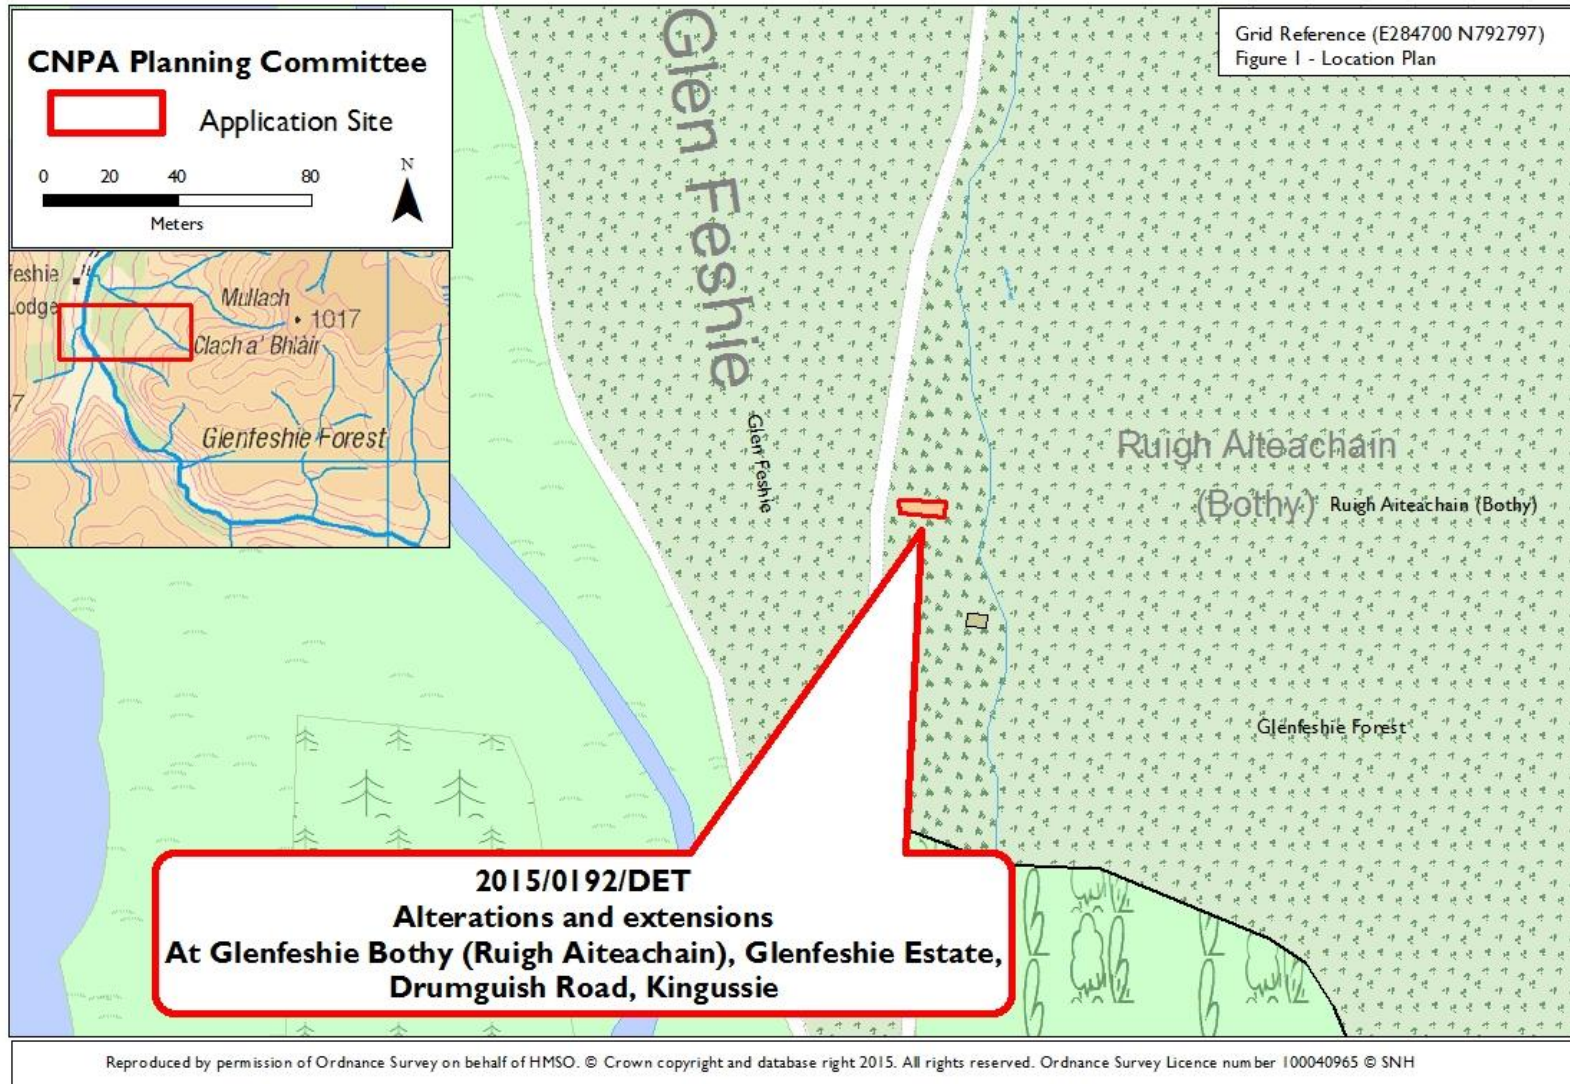 CNPA Planning Committee
Application Site
0 20 40 80
Meters
N
Grid Reference (E284700 N792797)
Figure 1 - Location Plan
Glen Feshie
feshie
Lodge
Mullach
1017
Clach a' Bhlàir
7
Glenfeshie Forest
Glen Feshie
Ruigh Aiteachain
(Bothy)
Ruigh Aiteachain (Bothy)
Glenfeshie Forest
2015/0192/DET
Alterations and extensions
At Glenfeshie Bothy (Ruigh Aiteachain), Glenfeshie Estate,
Drumguish Road, Kingussie
Reproduced by permission of Ordnance Survey on behalf of HMSO. © Crown copyright and database right 2015. All rights reserved. Ordnance Survey Licence number 100040965 © SNH